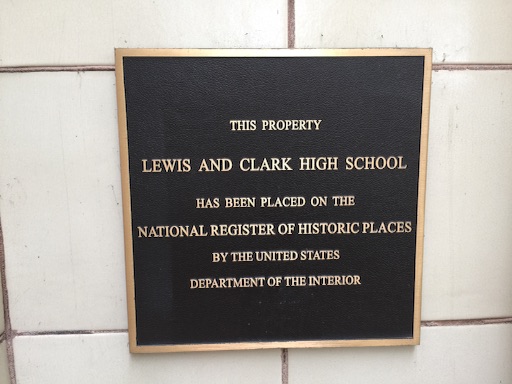 THIS PROPERTY
LEWIS AND CLARK HIGH SCHOOL
HAS BEEN PLACED ON THE
NATIONAL REGISTER OF HISTORIC PLACES
BY THE UNITED STATES
DEPARTMENT OF THE INTERIOR